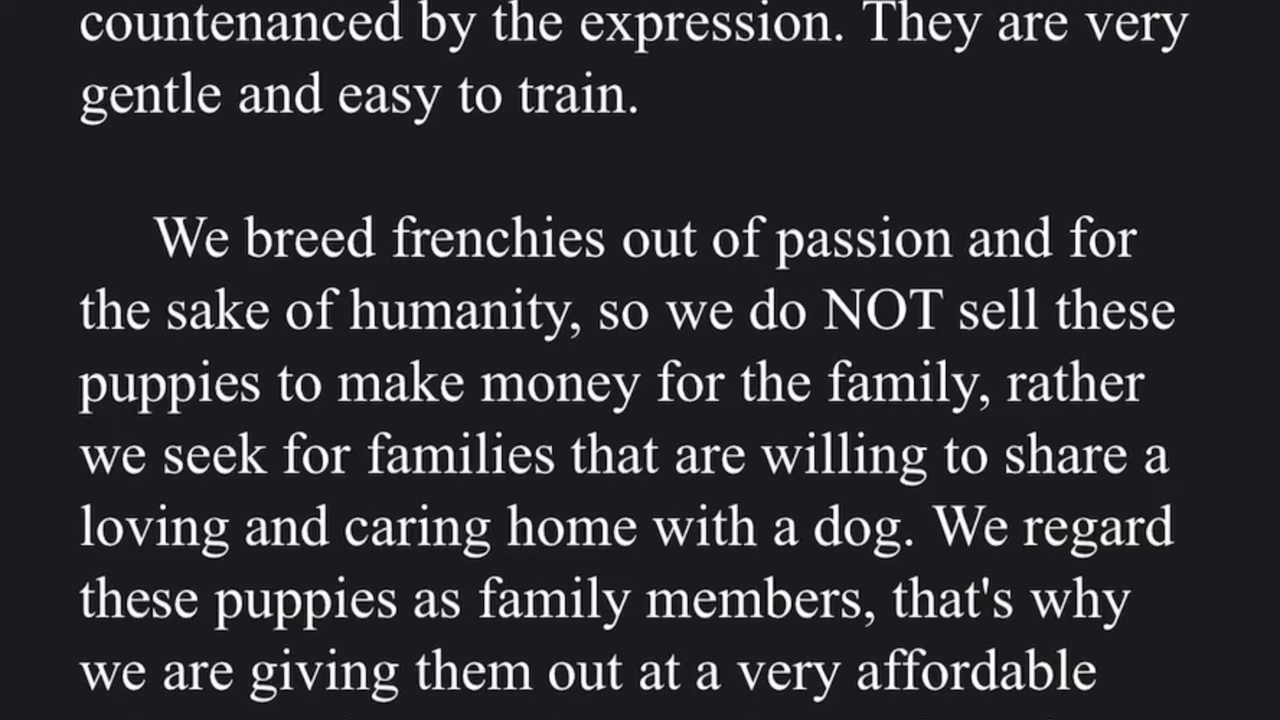 countenanced by the expression. They are very
gentle and easy to train.
We breed frenchies out of passion and for
the sake of humanity, so we do NOT sell these
puppies to make money for the family, rather
we seek for families that are willing to share a
loving and caring home with a dog. We regard
these puppies as family members, that's why
we are giving them out at a very affordable